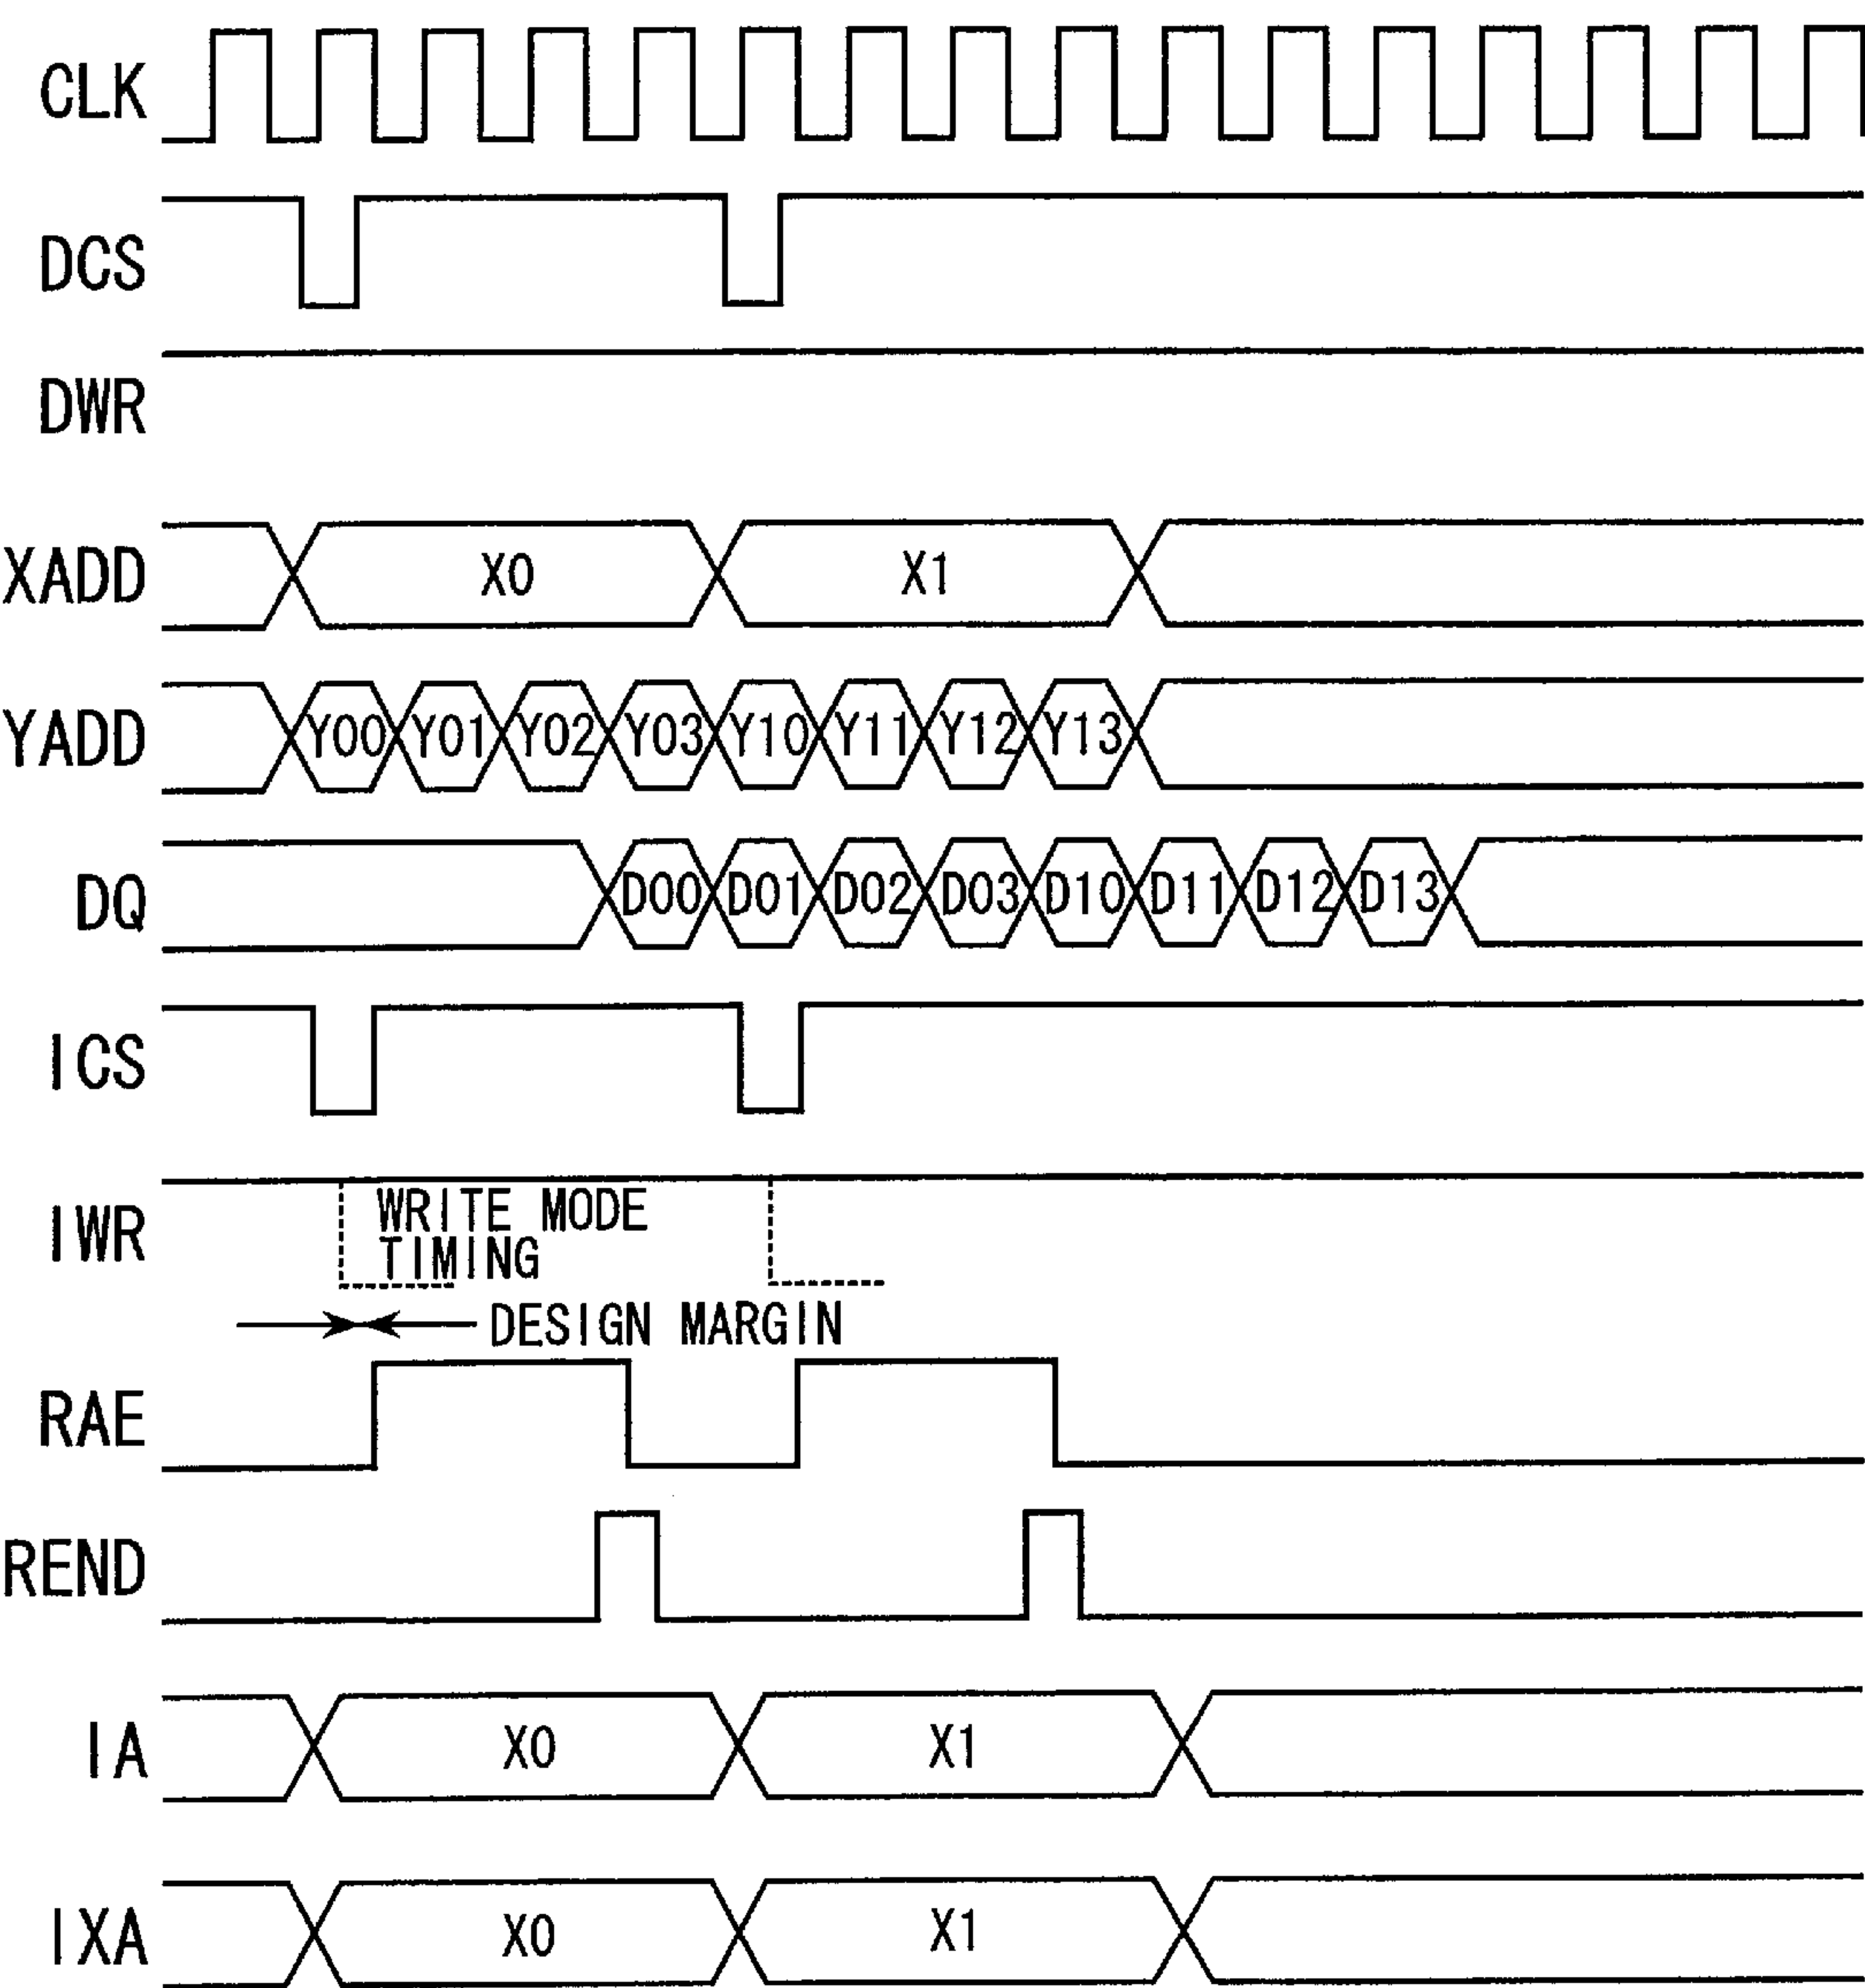 CLK
DCS
DWR
XADD X0 X1
YADD Y00 Y01 Y02 Y03 Y10 Y11 Y12 Y13
DQ D00 D01 D02 D03 D10 D11 D12 D13
ICS
IWR WRITE MODE
TIMING
DESIGN MARGIN
RAE
REND
IA X0 X1
IXA X0 X1